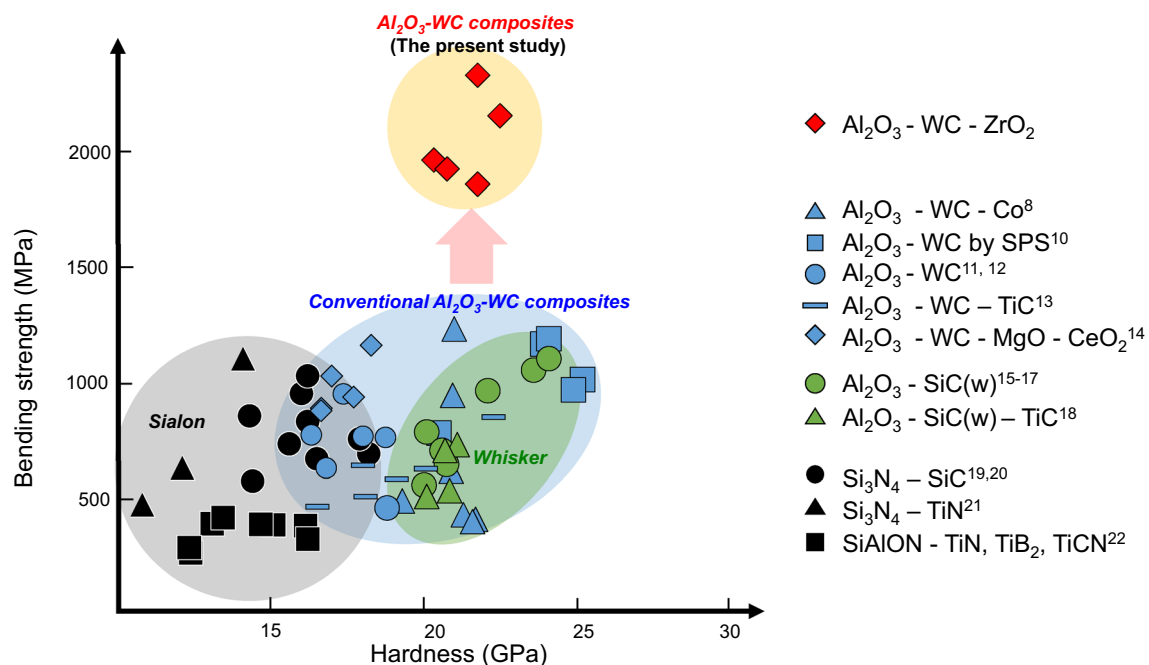 Al₂O₃-WC composites
(The present study)
Bending strength (MPa)
2000
1500
1000
500
Conventional Al₂O₃-WC composites
Sialon
Whisker
15
20
25
30
Hardness (GPa)
Al₂O₃ - WC - ZrO₂
Al₂O₃ - WC - Co⁸
Al₂O₃ - WC by SPS¹⁰
Al₂O₃ - WC¹¹, ¹²
Al₂O₃ - WC – TiC¹³
Al₂O₃ - WC - MgO - CeO₂¹⁴
Al₂O₃ - SiC(w)¹⁵⁻¹⁷
Al₂O₃ - SiC(w) – TiC¹⁸
Si₃N₄ – SiC¹⁹,²⁰
Si₃N₄ – TiN²¹
SiAlON - TiN, TiB₂, TiCN²²